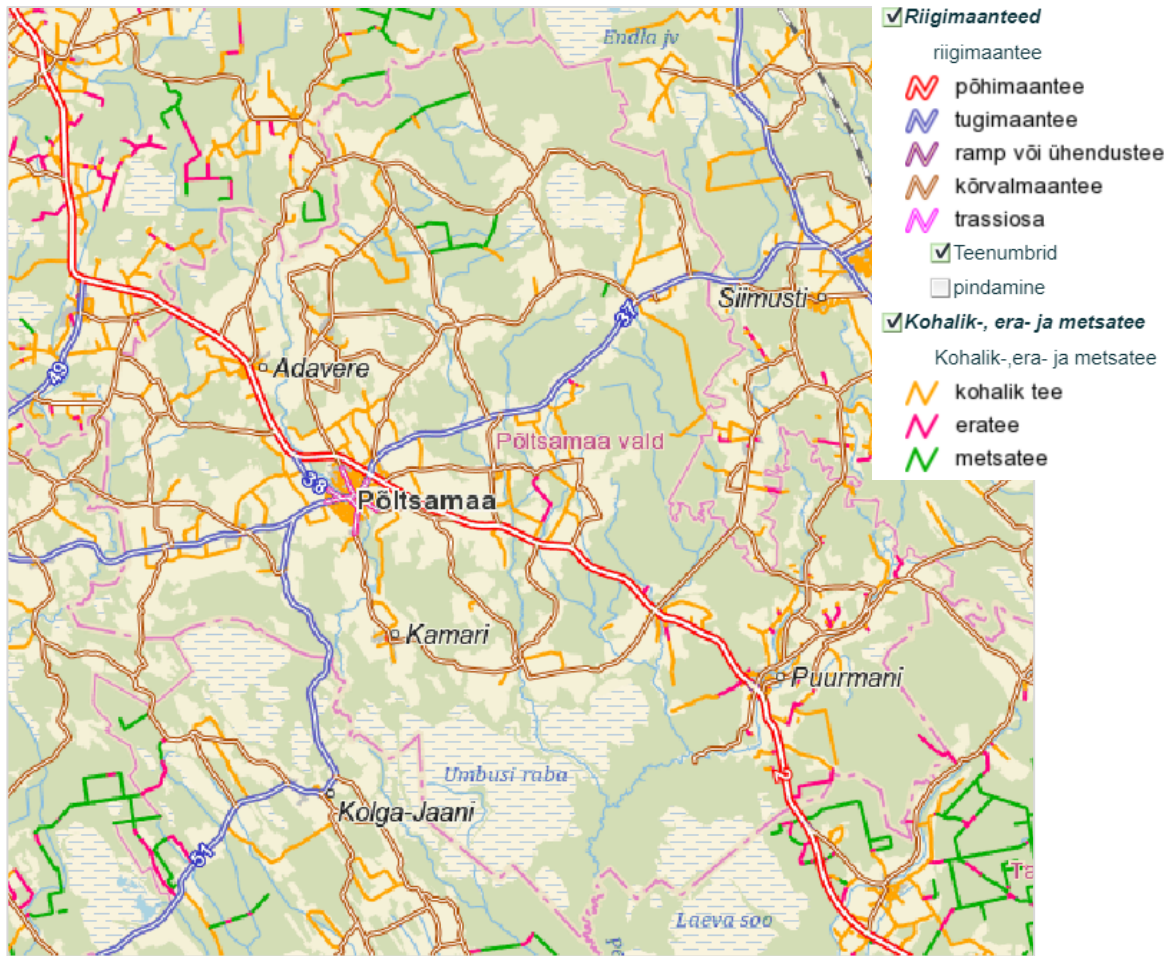 Endla jv
Siimusti
37
49
Adavere
Põltsamaa vald
38
Põltsamaa
Kamari
Puurmani
2
Umbusi raba
Kolga-Jaani
51
Ta
Laeva soo
Riigimaanteed
riigimaantee
põhimaantee
tugimaantee
ramp või ühendustee
kõrvalmaantee
trassiosa
Teenumbrid
pindamine
Kohalik-, era- ja metsatee
Kohalik-,era- ja metsatee
kohalik tee
eratee
metsatee